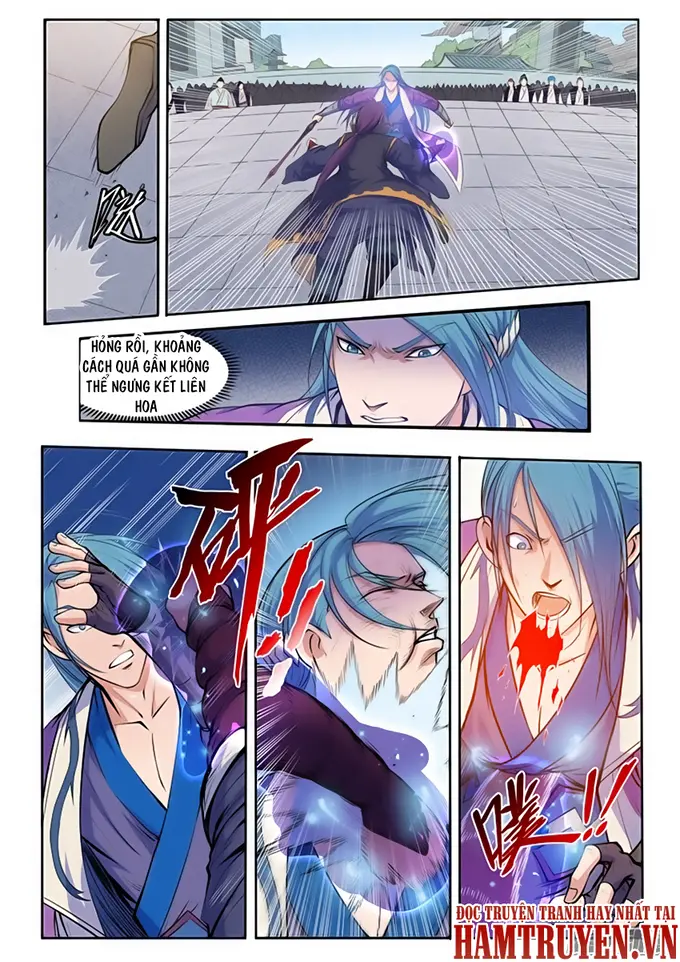 HỎNG RỒI, KHOẢNG
CÁCH QUÁ GẦN KHÔNG
THỂ NGƯNG KẾT LIÊN
HOA
砰!!
噗!!
ĐỌC TRUYỆN TRANH HAY NHẤT TẠI
HAMTRUYEN.VN